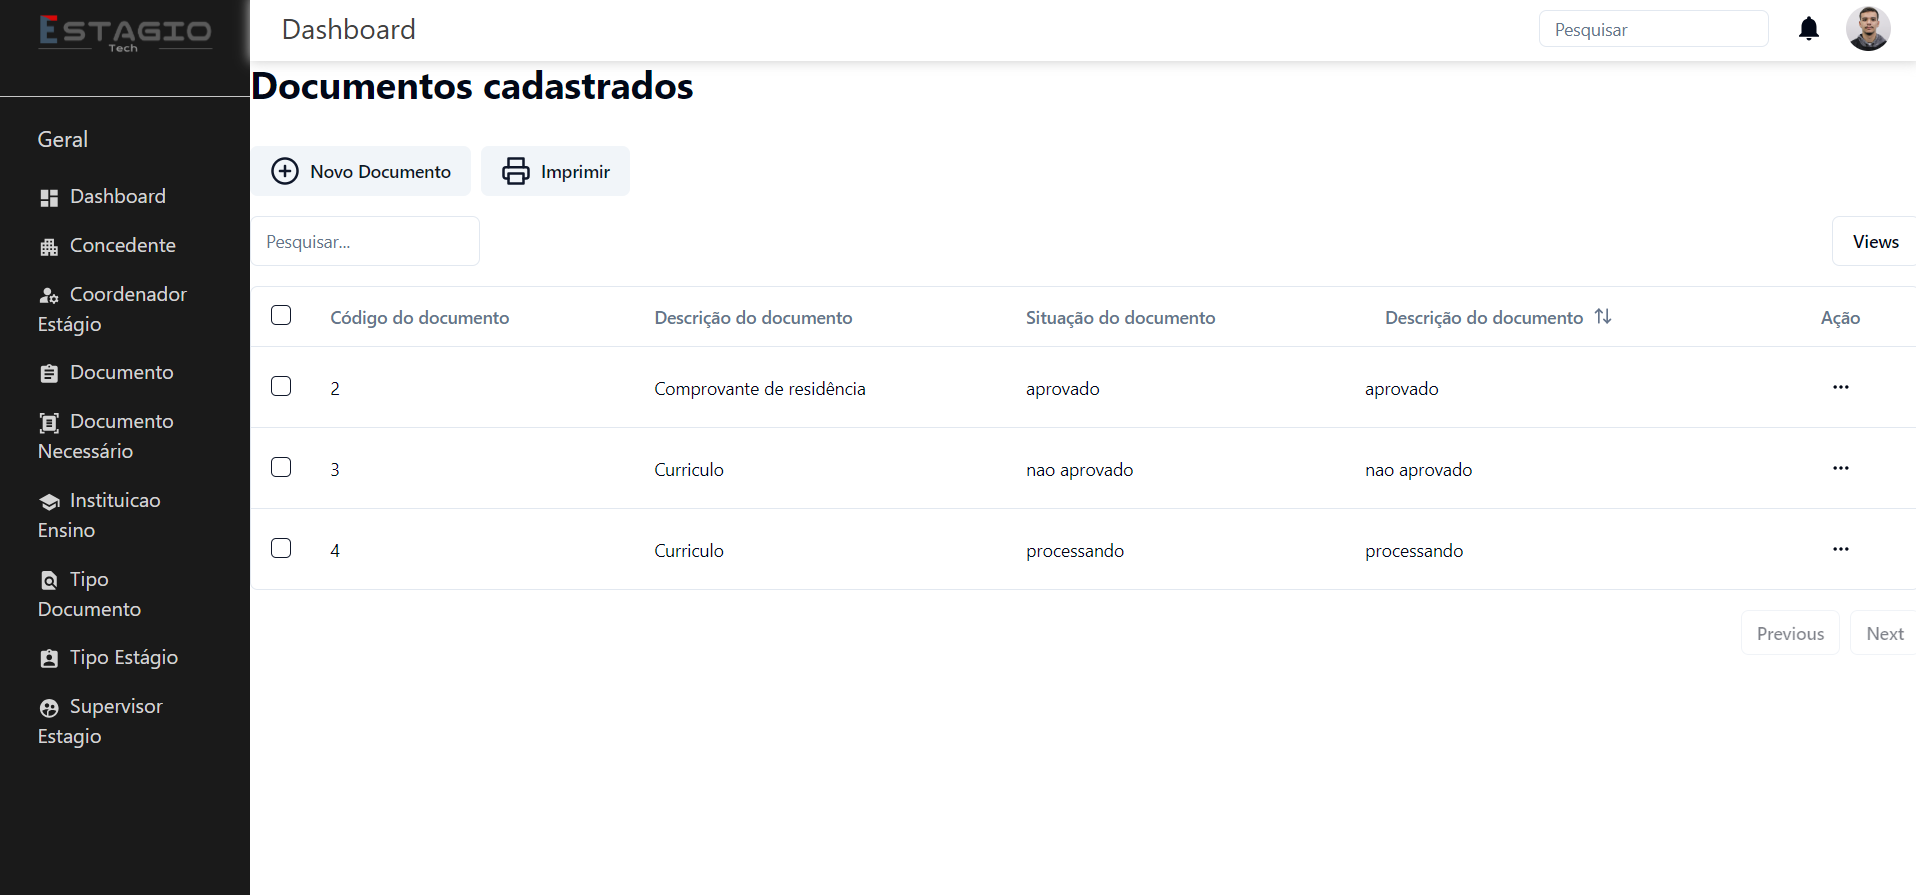 ESTAGIO
Tech
Dashboard
Pesquisar
Documentos cadastrados
Geral
Dashboard
Concedente
Coordenador
Estágio
Documento
Documento
Necessário
Instituicao
Ensino
Tipo
Documento
Tipo Estágio
Supervisor
Estagio
Novo Documento
Imprimir
Pesquisar...
Views
Código do documento Descrição do documento Situação do documento Descrição do documento Ação
2 Comprovante de residência aprovado aprovado ...
3 Curriculo nao aprovado nao aprovado ...
4 Curriculo processando processando ...
Previous Next